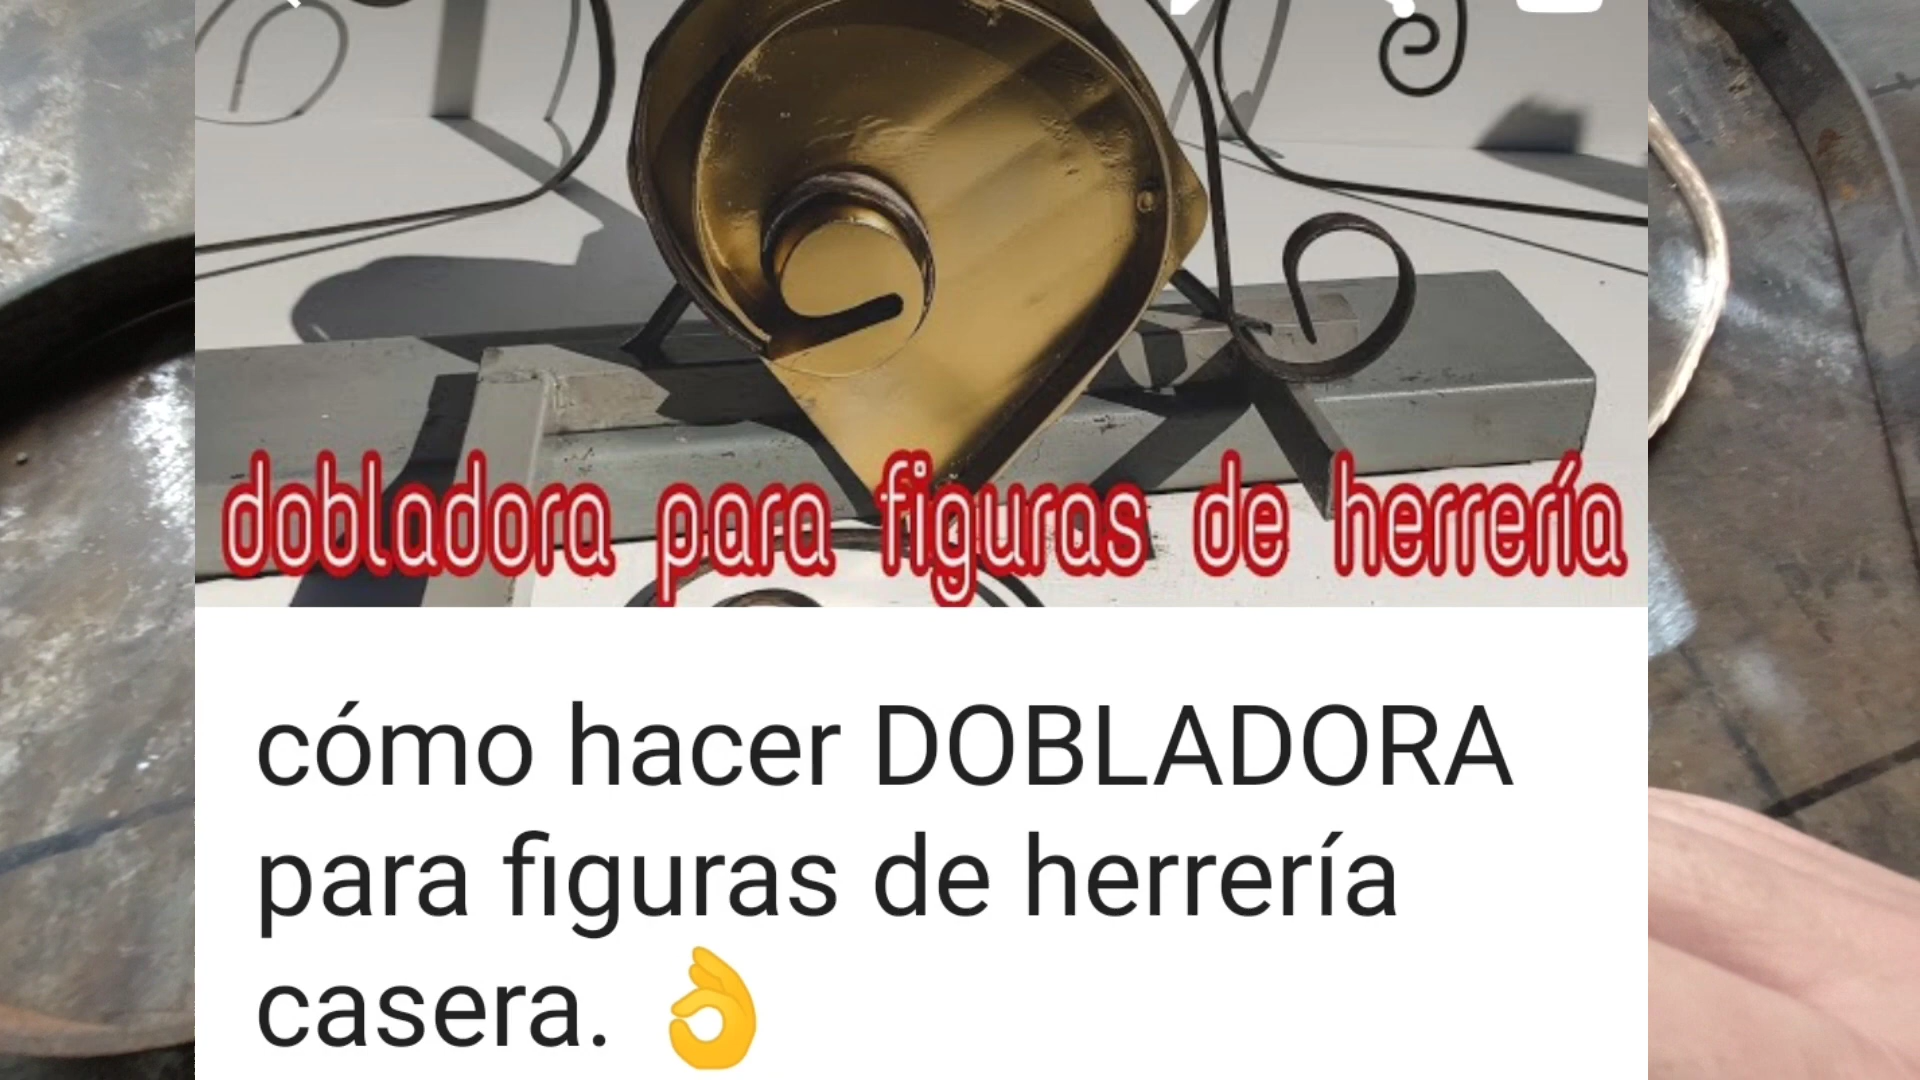 dobladora para figuras de herrería
cómo hacer DOBLADORA
para figuras de herrería
casera. 👌